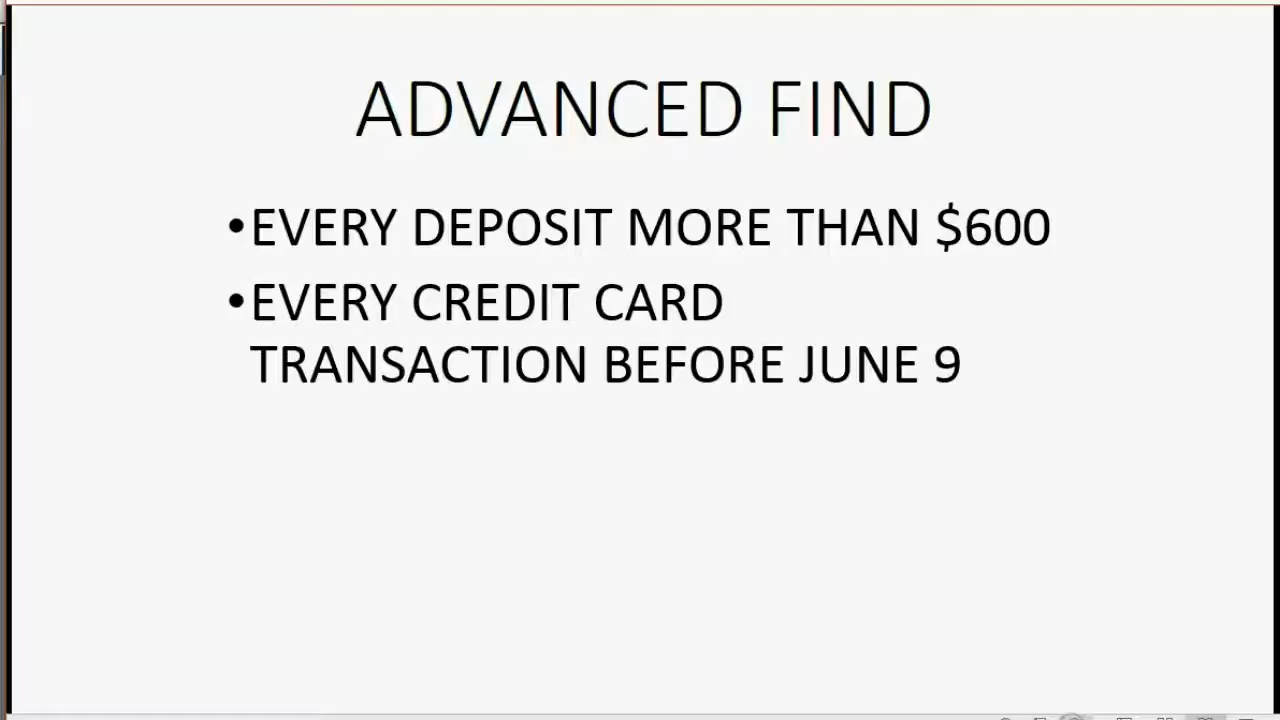 ADVANCED FIND
•EVERY DEPOSIT MORE THAN $600
•EVERY CREDIT CARD
TRANSACTION BEFORE JUNE 9